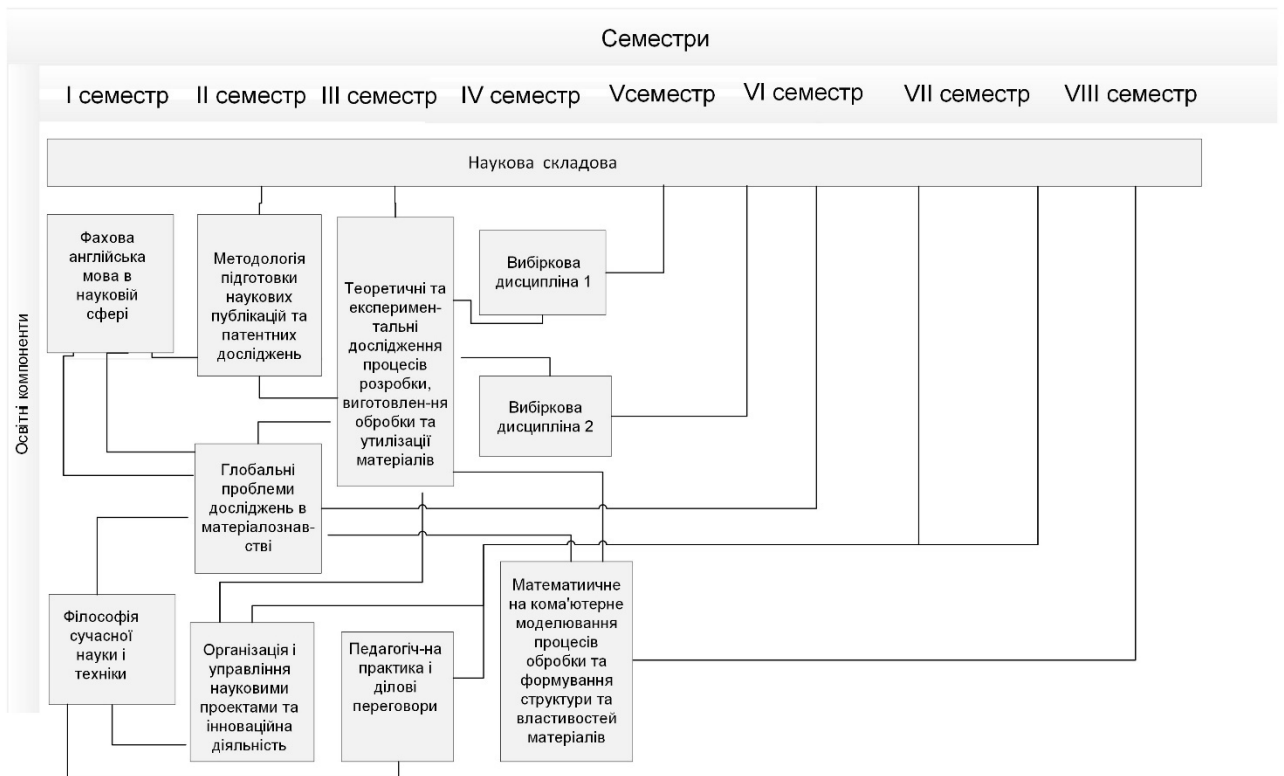 Семестри
І семестр
ІІ семестр
ІІІ семестр
IV семестр
Vсеместр
VI семестр
VII семестр
VIII семестр
Освітні компоненти
Наукова складова
Фахова
англійська
мова в
науковій
сфері
Методологія
підготовки
наукових
публікацій та
патентних
досліджень
Теоретичні та
експеримен-
тальні
дослідження
процесів
розробки,
виготовлен-ня
обробки та
утилізації
матеріалів
Вибіркова
дисципліна 1
Вибіркова
дисципліна 2
Глобальні
проблеми
досліджень в
матеріалознав-
стві
Філософія
сучасної
науки і
техніки
Організація і
управління
науковими
проектами та
інноваційна
діяльність
Педагогіч-на
практика і
ділові
переговори
Математиичне
на кома'ютерне
моделювання
процесів
обробки та
формування
структури та
властивостей
матеріалів